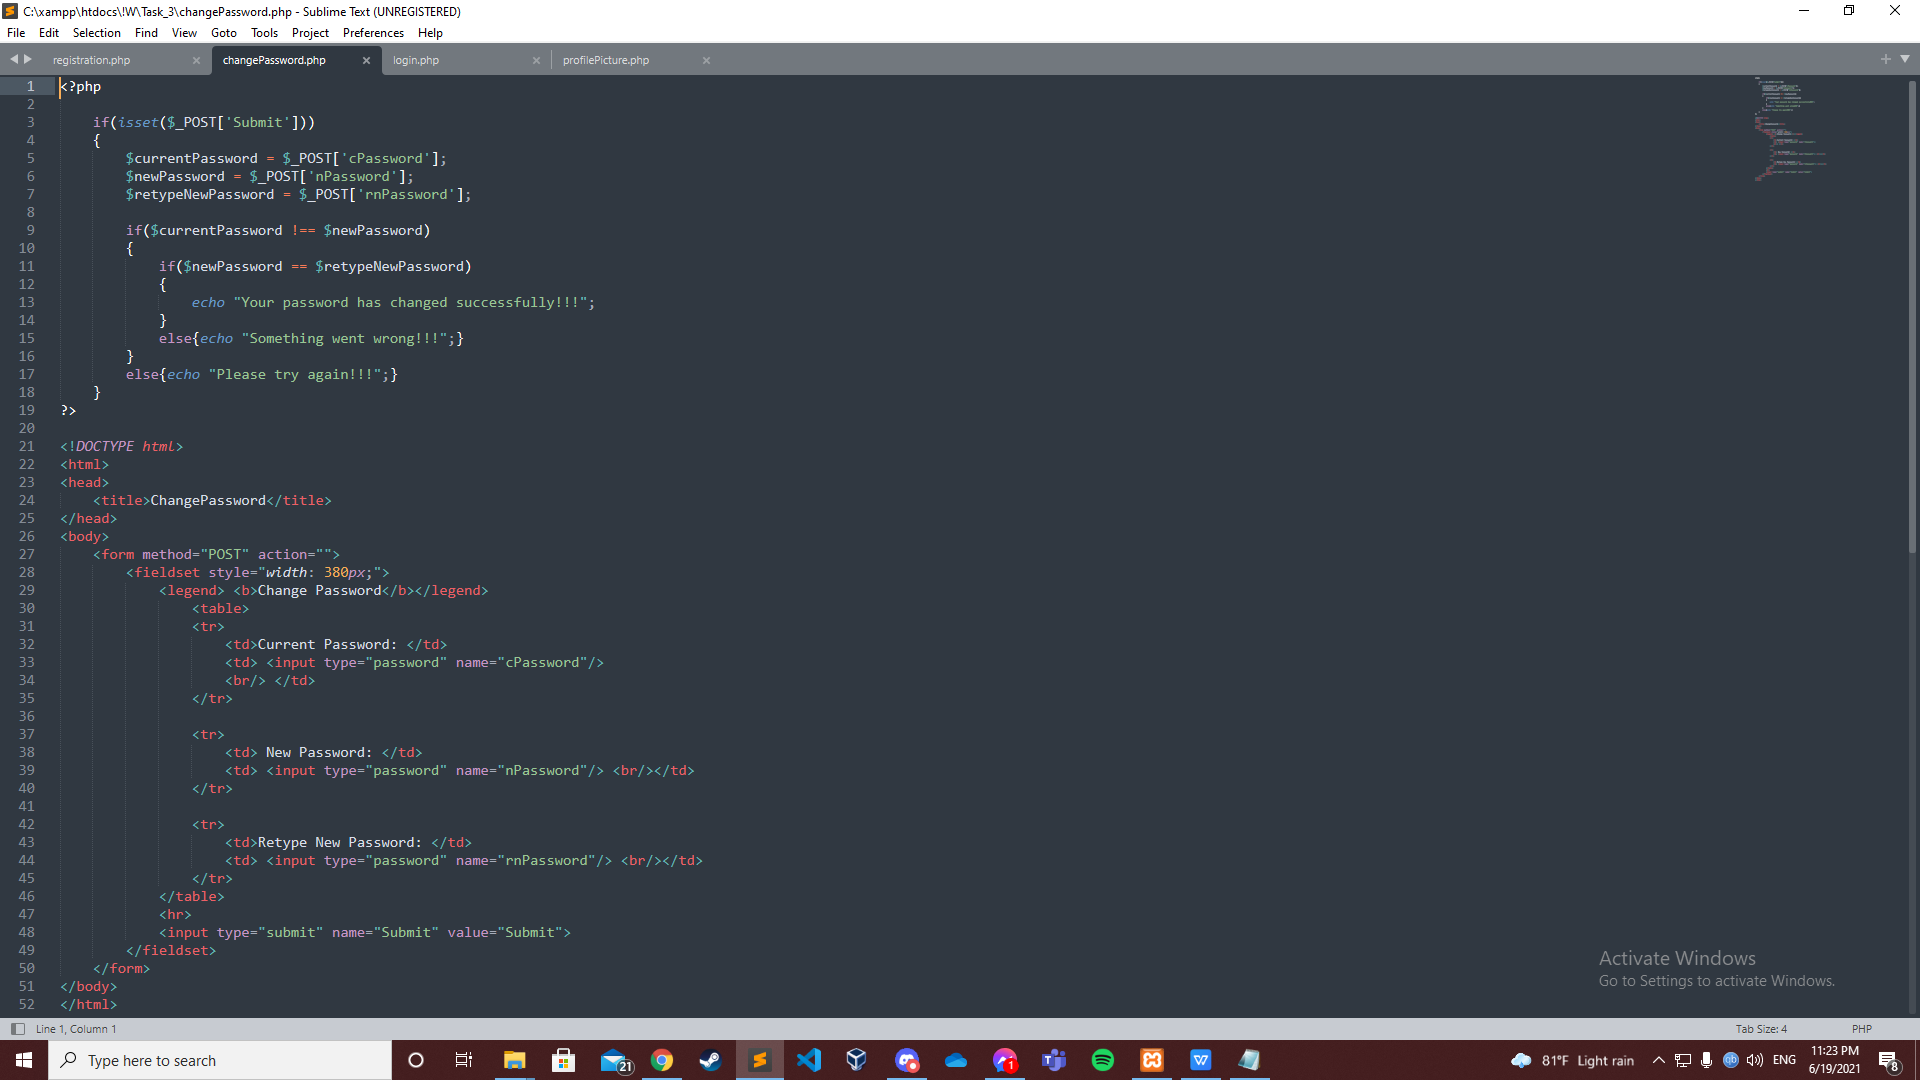 C:\xampp\htdocs\!W\Task_3\changePassword.php - Sublime Text (UNREGISTERED)
File Edit Selection Find View Goto Tools Project Preferences Help
registration.php × changePassword.php × login.php × profilePicture.php ×
1 <?php
2
3 if(isset($_POST['Submit']))
4 {
5 $currentPassword = $_POST['cPassword'];
6 $newPassword = $_POST['nPassword'];
7 $retypeNewPassword = $_POST['rnPassword'];
8
9 if($currentPassword !== $newPassword)
10 {
11 if($newPassword == $retypeNewPassword)
12 {
13 echo "Your password has changed successfully!!!";
14 }
15 else{echo "Something went wrong!!!";}
16 }
17 else{echo "Please try again!!!";}
18 }
19 ?>
20
21 <!DOCTYPE html>
22 <html>
23 <head>
24 <title>ChangePassword</title>
25 </head>
26 <body>
27 <form method="POST" action="">
28 <fieldset style="width: 380px;">
29 <legend> <b>Change Password</b></legend>
30 <table>
31 <tr>
32 <td>Current Password: </td>
33 <td> <input type="password" name="cPassword"/>
34 <br/> </td>
35 </tr>
36
37 <tr>
38 <td> New Password: </td>
39 <td> <input type="password" name="nPassword"/> <br/></td>
40 </tr>
41
42 <tr>
43 <td>Retype New Password: </td>
44 <td> <input type="password" name="rnPassword"/> <br/></td>
45 </tr>
46 </table>
47 <hr>
48 <input type="submit" name="Submit" value="Submit">
49 </fieldset>
50 </form>
51 </body>
52 </html>
Activate Windows
Go to Settings to activate Windows.
Line 1, Column 1 Tab Size: 4 PHP
Type here to search 21 1 81°F Light rain ENG 11:23 PM 8
6/19/2021